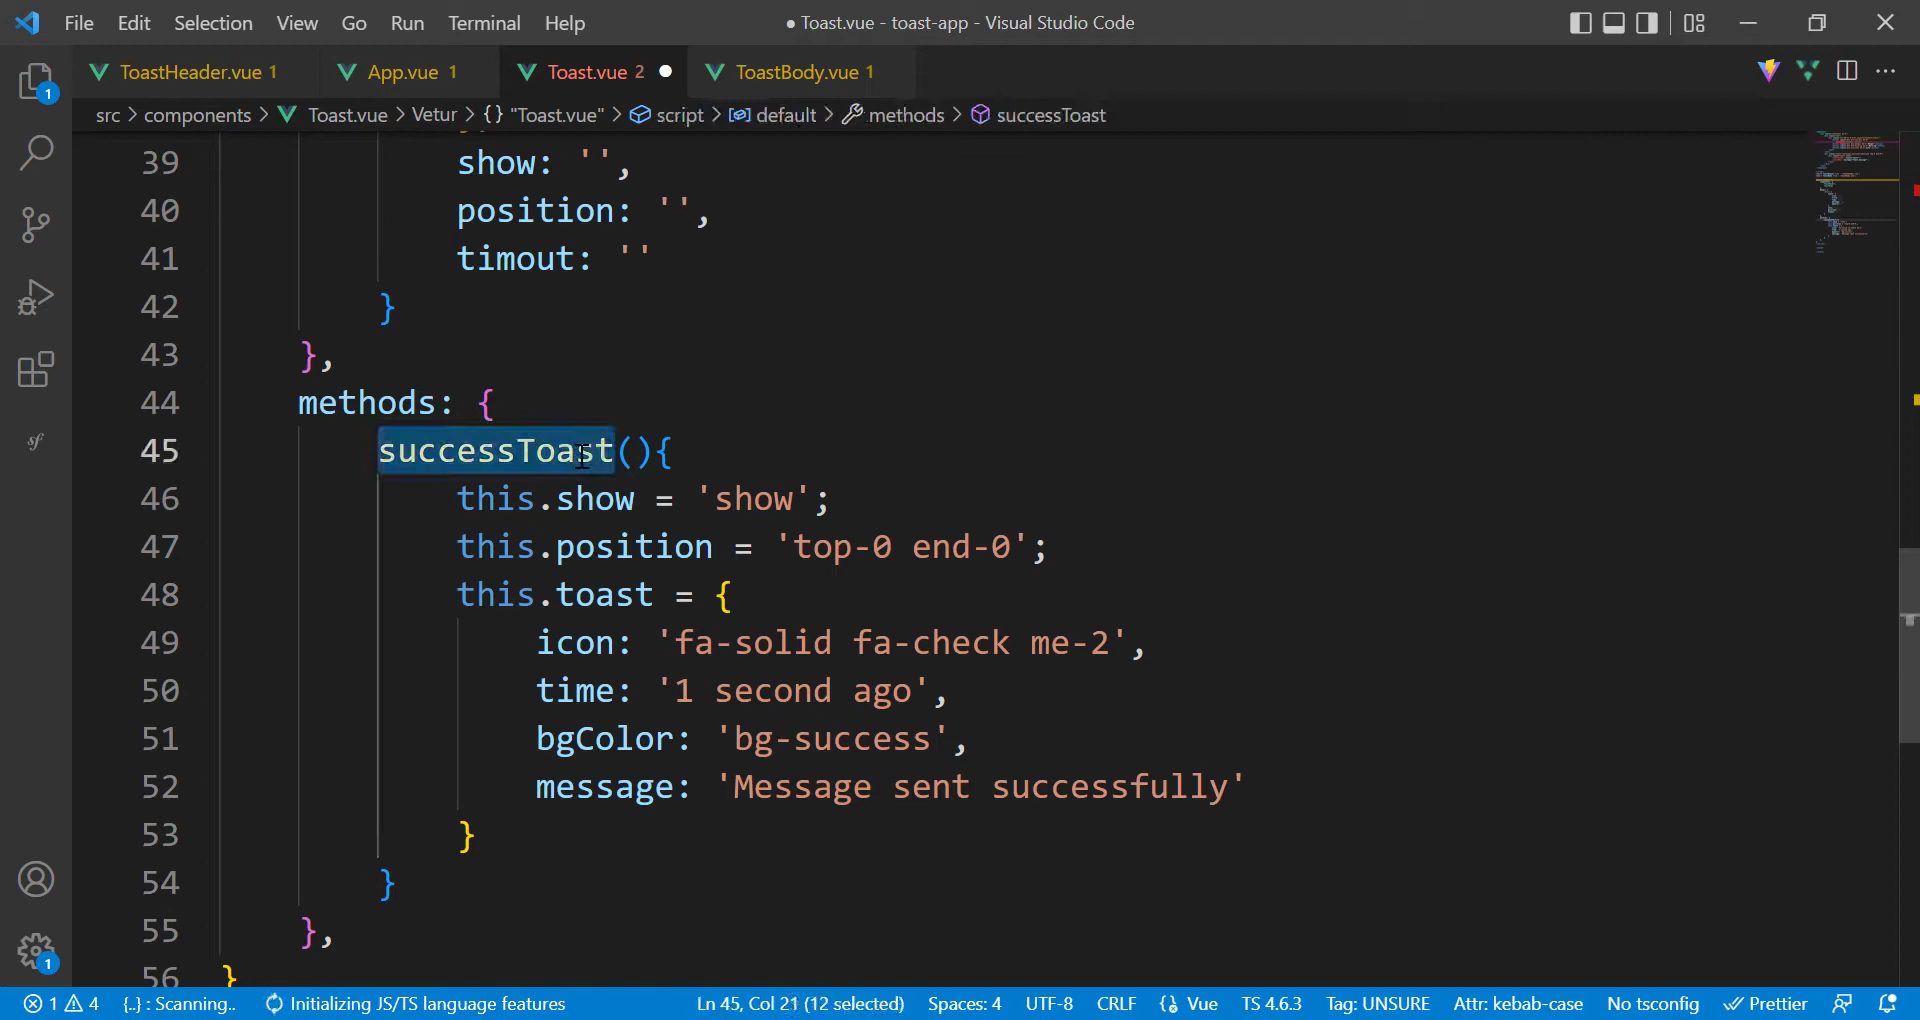 File Edit Selection View Go Run Terminal Help ● Toast.vue - toast-app - Visual Studio Code
ToastHeader.vue 1 App.vue 1 Toast.vue 2 ● ToastBody.vue 1
src > components > Toast.vue > Vetur > {} "Toast.vue" > script > default > methods > successToast
39 show: '',
40 position: '',
41 timout: ''
42 }
43 },
44 methods: {
45 successToast(){
46 this.show = 'show';
47 this.position = 'top-0 end-0';
48 this.toast = {
49 icon: 'fa-solid fa-check me-2',
50 time: '1 second ago',
51 bgColor: 'bg-success',
52 message: 'Message sent successfully'
53 }
54 }
55 },
56 }
1
1
1 4 {..} : Scanning.. Initializing JS/TS language features Ln 45, Col 21 (12 selected) Spaces: 4 UTF-8 CRLF Vue TS 4.6.3 Tag: UNSURE Attr: kebab-case No tsconfig Prettier